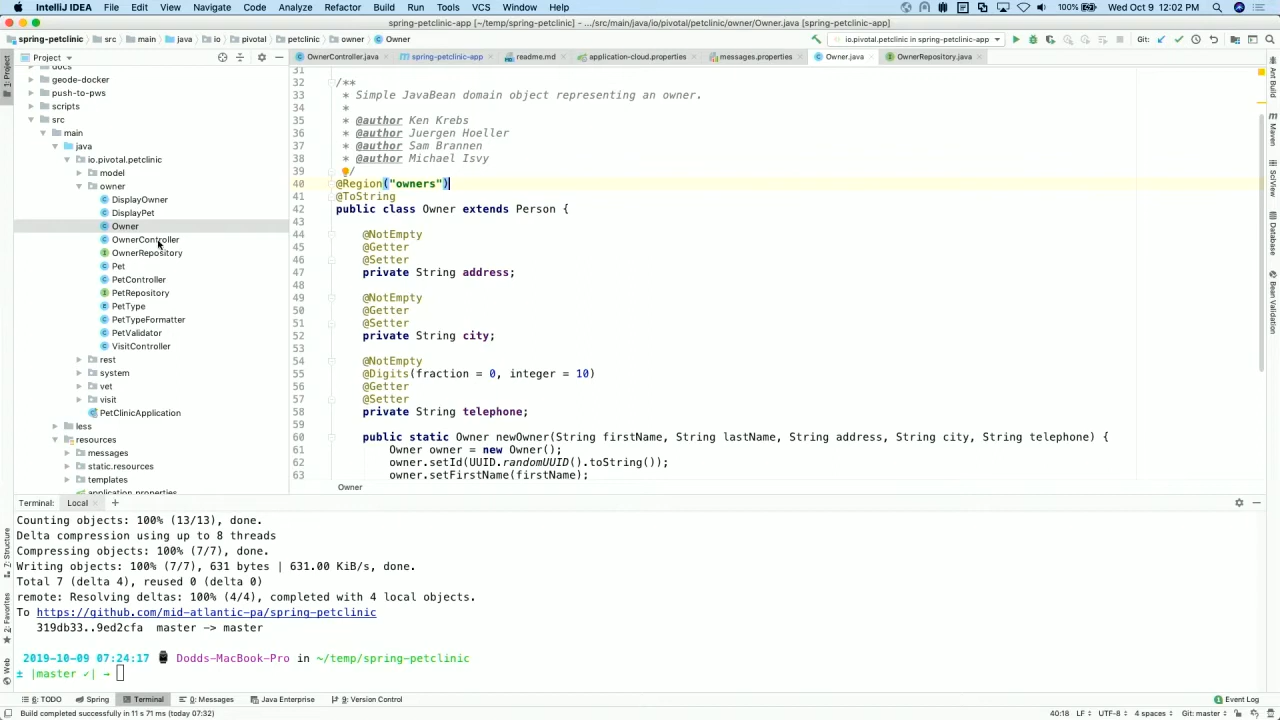 IntelliJ IDEA File Edit View Navigate Code Analyze Refactor Build Run Tools VCS Window Help 100% Wed Oct 9 12:02 PM
spring-petclinic-app [~/temp/spring-petclinic] - .../src/main/java/io/pivotal/petclinic/owner/Owner.java [spring-petclinic-app]
spring-petclinic src main java io pivotal petclinic owner Owner io.pivotal.petclinic in spring-petclinic-app Git:
1: Project
Project
OwnerController.java spring-petclinic-app readme.md application-cloud.properties messages.properties Owner.java OwnerRepository.java
docs
geode-docker
push-to-pws
scripts
src
main
java
io.pivotal.petclinic
model
owner
DisplayOwner
DisplayPet
Owner
OwnerController
OwnerRepository
Pet
PetController
PetRepository
PetType
PetTypeFormatter
PetValidator
VisitController
rest
system
vet
visit
PetClinicApplication
less
resources
messages
static.resources
templates
application.properties
31
32 /**
33 * Simple JavaBean domain object representing an owner.
34 *
35 * @author Ken Krebs
36 * @author Juergen Hoeller
37 * @author Sam Brannen
38 * @author Michael Isvy
39 */
40 @Region("owners")
41 @ToString
42 public class Owner extends Person {
43
44 @NotEmpty
45 @Getter
46 @Setter
47 private String address;
48
49 @NotEmpty
50 @Getter
51 @Setter
52 private String city;
53
54 @NotEmpty
55 @Digits(fraction = 0, integer = 10)
56 @Getter
57 @Setter
58 private String telephone;
59
60 public static Owner newOwner(String firstName, String lastName, String address, String city, String telephone) {
61 Owner owner = new Owner();
62 owner.setId(UUID.randomUUID().toString());
63 owner.setFirstName(firstName);
Owner
Ant Build
Maven
SciView
Database
Bean Validation
Terminal: Local +
Counting objects: 100% (13/13), done.
Delta compression using up to 8 threads
Compressing objects: 100% (7/7), done.
Writing objects: 100% (7/7), 631 bytes | 631.00 KiB/s, done.
Total 7 (delta 4), reused 0 (delta 0)
remote: Resolving deltas: 100% (4/4), completed with 4 local objects.
To https://github.com/mid-atlantic-pa/spring-petclinic
319db33..9ed2cfa master -> master
2019-10-09 07:24:17 Dodds-MacBook-Pro in ~/temp/spring-petclinic
± |master ✓| →
7: Structure
2: Favorites
Web
6: TODO Spring Terminal 0: Messages Java Enterprise 9: Version Control Event Log
Build completed successfully in 11 s 71 ms (today 07:32) 40:18 LF UTF-8 4 spaces Git: master